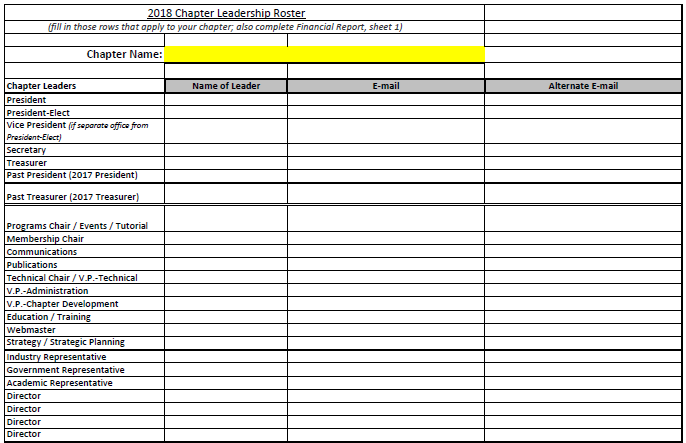 2018 Chapter Leadership Roster
(fill in those rows that apply to your chapter; also complete Financial Report, sheet 1)
Chapter Name:
Chapter Leaders Name of Leader E-mail Alternate E-mail
President
President-Elect
Vice President (if separate office from
President-Elect)
Secretary
Treasurer
Past President (2017 President)
Past Treasurer (2017 Treasurer)
Programs Chair / Events / Tutorial
Membership Chair
Communications
Publications
Technical Chair / V.P.-Technical
V.P.-Administration
V.P.-Chapter Development
Education / Training
Webmaster
Strategy / Strategic Planning
Industry Representative
Government Representative
Academic Representative
Director
Director
Director
Director